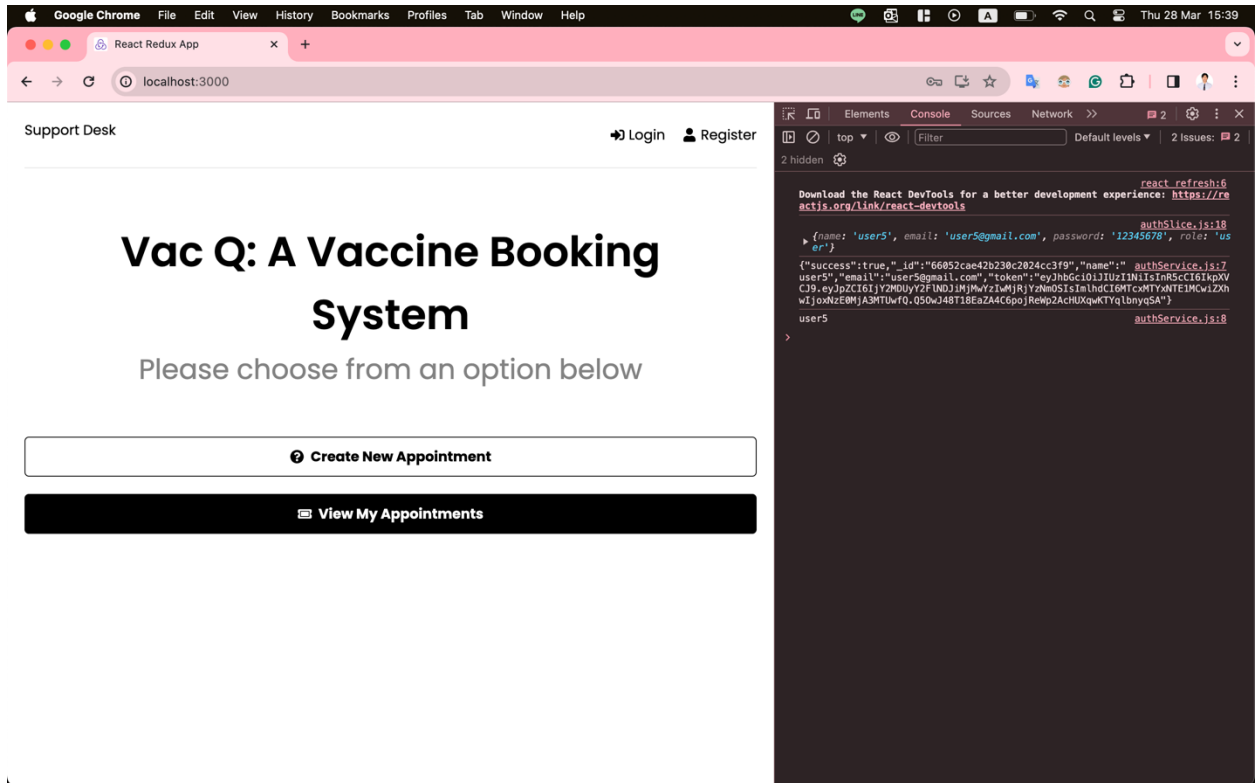 Google Chrome File Edit View History Bookmarks Profiles Tab Window Help A Thu 28 Mar 15:39
React Redux App
localhost:3000
Support Desk
Login Register
Vac Q: A Vaccine Booking
System
Please choose from an option below
Create New Appointment
View My Appointments
Elements Console Sources Network 2
top Filter Default levels 2 Issues: 2
2 hidden
react refresh:6
Download the React DevTools for a better development experience: https://re
actjs.org/link/react-devtools
authSlice.js:18
{name: 'user5', email: 'user5@gmail.com', password: '12345678', role: 'us
er'}
{"success":true,"_id":"66052cae42b230c2024cc3f9","name":" authService.js:7
user5","email":"user5@gmail.com","token":"eyJhbGciOiJIUzI1NiIsInR5cCI6IkpXV
user5 authService.js:8